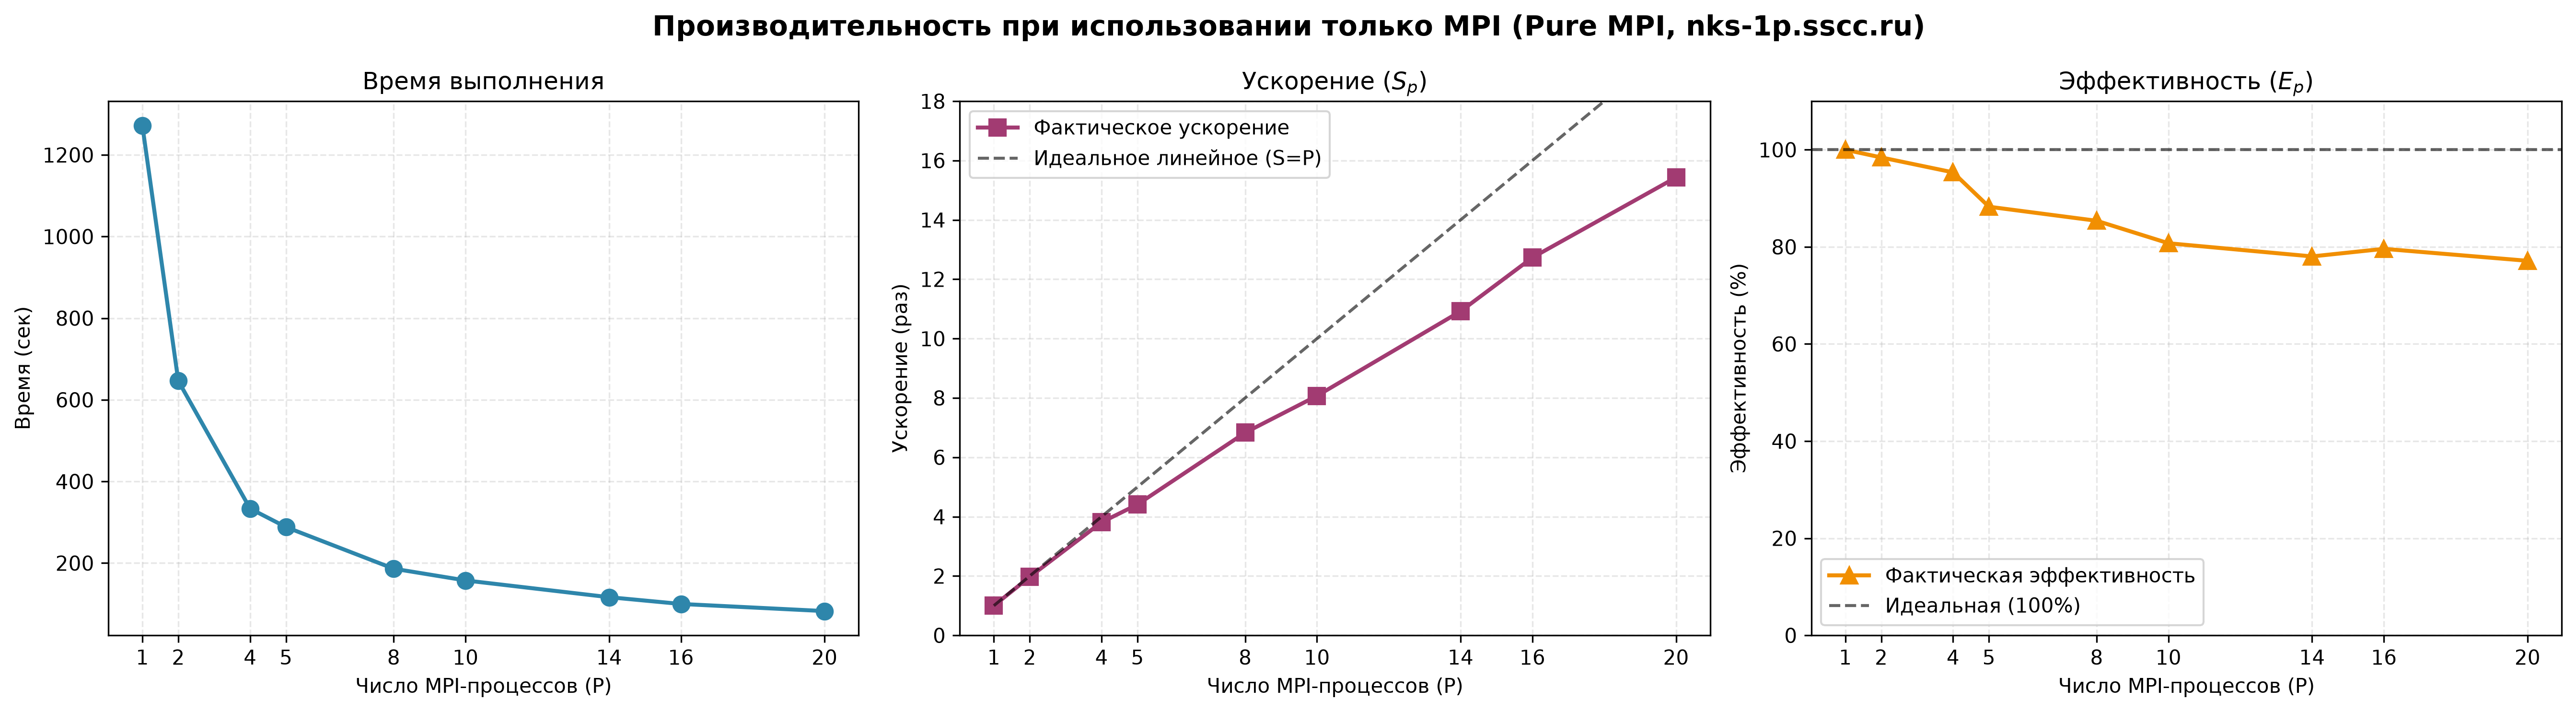 Производительность при использовании только MPI (Pure MPI, nks-1p.sscc.ru)
Время выполнения
Время (сек)
1200
1000
800
600
400
200
1 2 4 5 8 10 14 16 20
Число MPI-процессов (P)
Ускорение (Sₚ)
Ускорение (раз)
Фактическое ускорение
Идеальное линейное (S=P)
18
16
14
12
10
8
6
4
2
0
1 2 4 5 8 10 14 16 20
Число MPI-процессов (P)
Эффективность (Eₚ)
Эффективность (%)
100
80
60
40
20
0
Фактическая эффективность
Идеальная (100%)
1 2 4 5 8 10 14 16 20
Число MPI-процессов (P)